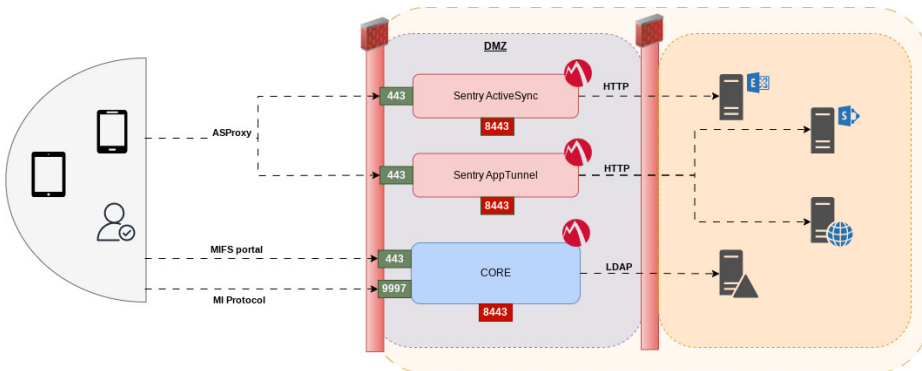 DMZ
443
Sentry ActiveSync
HTTP
E
8443
ASProxy
S
443
Sentry AppTunnel
HTTP
8443
MIFS portal
443
CORE
LDAP
MI Protocol
9997
8443